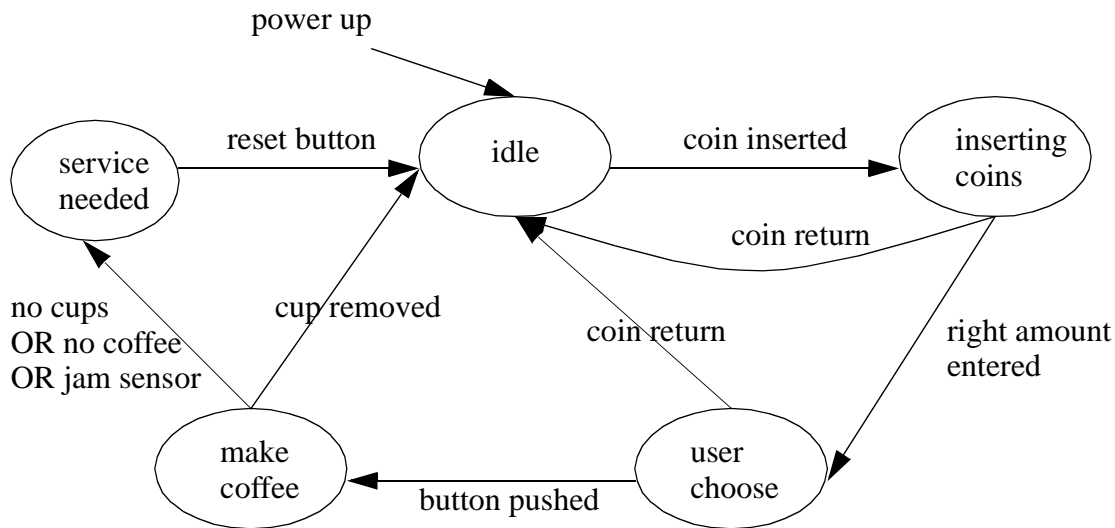 power up
reset button
idle
coin inserted
service
needed
inserting
coins
coin return
no cups
OR no coffee
OR jam sensor
cup removed
coin return
right amount
entered
make
coffee
button pushed
user
choose